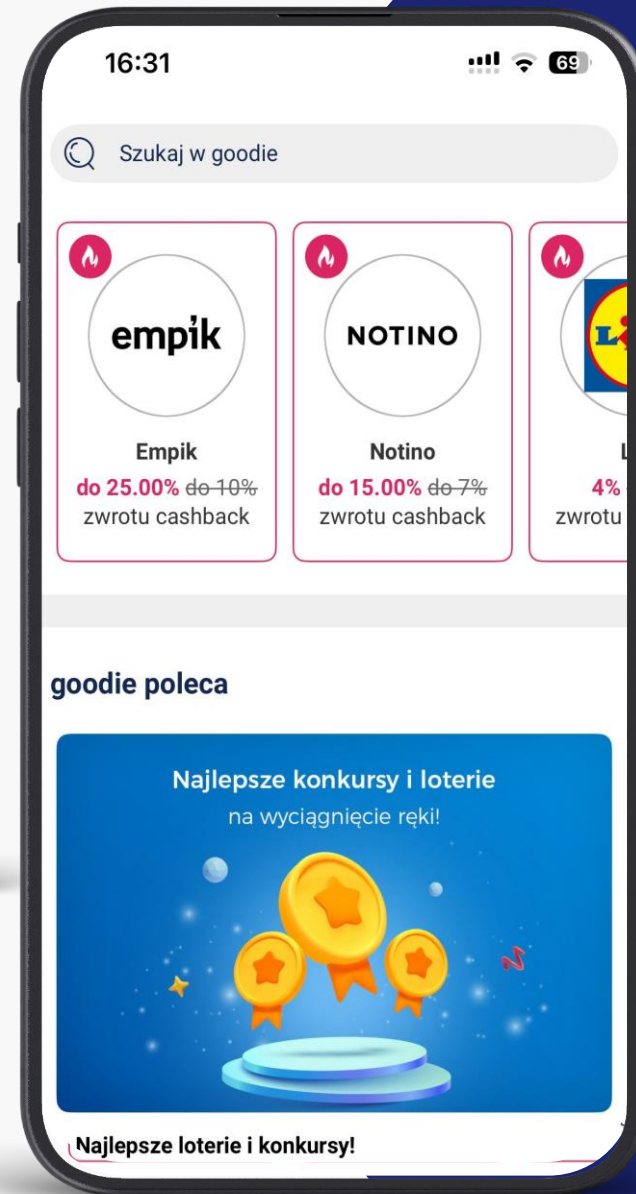 16:31
69
Szukaj w goodie
empik
NOTINO
Empik
do 25.00% do 10%
zwrotu cashback
Notino
do 15.00% do 7%
zwrotu cashback
4%
zwrotu
goodie poleca
Najlepsze konkursy i loterie
na wyciągnięcie ręki!
Najlepsze loterie i konkursy!